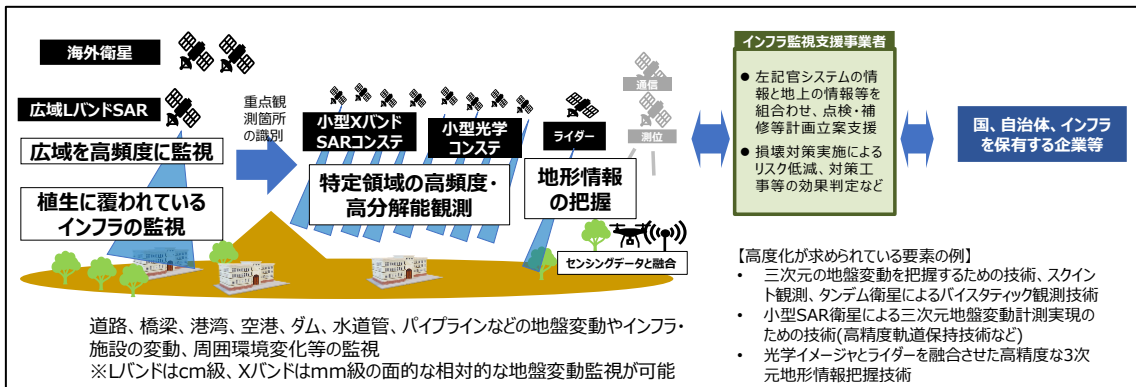 海外衛星
広域LバンドSAR
広域を高頻度に監視
植生に覆われている
インフラの監視
重点観
測箇所
の識別
小型Xバンド
SARコンステ
小型光学
コンステ
特定領域の高頻度・
高分解能観測
ライダー
地形情報
の把握
通信
測位
センシングデータと融合
インフラ監視支援事業者
● 左記官システムの情
報と地上の情報等を
組合わせ、点検・補
修等計画立案支援
● 損壊対策実施による
リスク低減、対策工
事等の効果判定など
国、自治体、インフラ
を保有する企業等
道路、橋梁、港湾、空港、ダム、水道管、パイプラインなどの地盤変動やインフラ・
施設の変動、周囲環境変化等の監視
※Lバンドはcm級、Xバンドはmm級の面的な相対的な地盤変動監視が可能
【高度化が求められている要素の例】
• 三次元の地盤変動を把握するための技術、スクイン
ト観測、タンデム衛星によるバイスタティック観測技術
• 小型SAR衛星による三次元地盤変動計測実現の
ための技術(高精度軌道保持技術など)
• 光学イメージャとライダーを融合させた高精度な3次
元地形情報把握技術